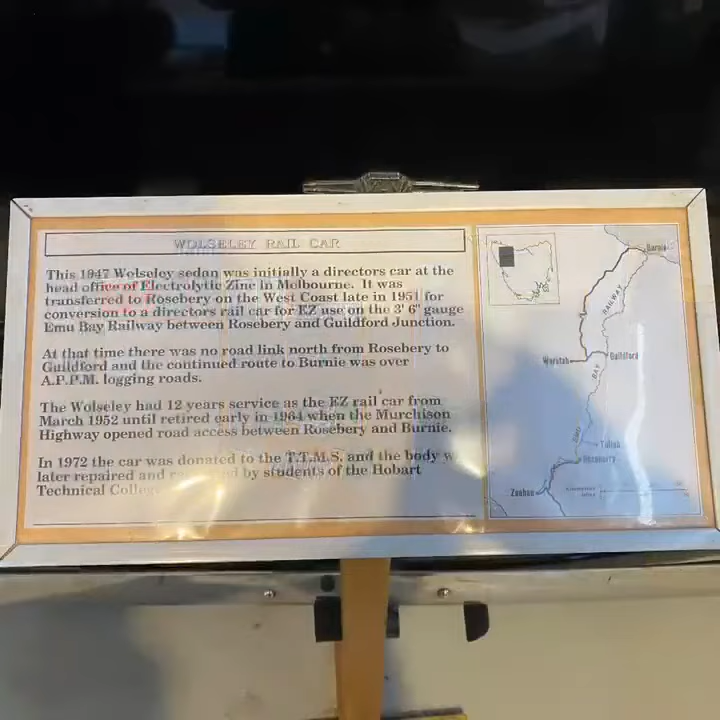 WOLSELEY RAIL CAR
This 1947 Wolseley sedan was initially a directors car at the
head office of Electrolytic Zinc in Melbourne. It was
transferred to Rosebery on the West Coast late in 1951 for
conversion to a directors rail car for EZ use on the 3' 6" gauge
Emu Bay Railway between Rosebery and Guildford Junction.
At that time there was no road link north from Rosebery to
Guildford and the continued route to Burnie was over
A.P.P.M. logging roads.
The Wolseley had 12 years service as the EZ rail car from
March 1952 until retired early in 1964 when the Murchison
Highway opened road access between Rosebery and Burnie.
In 1972 the car was donated to the T.T.M.S. and the body
later repaired and by students of the Hobart
Technical College
Burnie
RAILWAY
Waratah
Guildford
BAY
EMU
Tullah
Rosebery
Zeehan